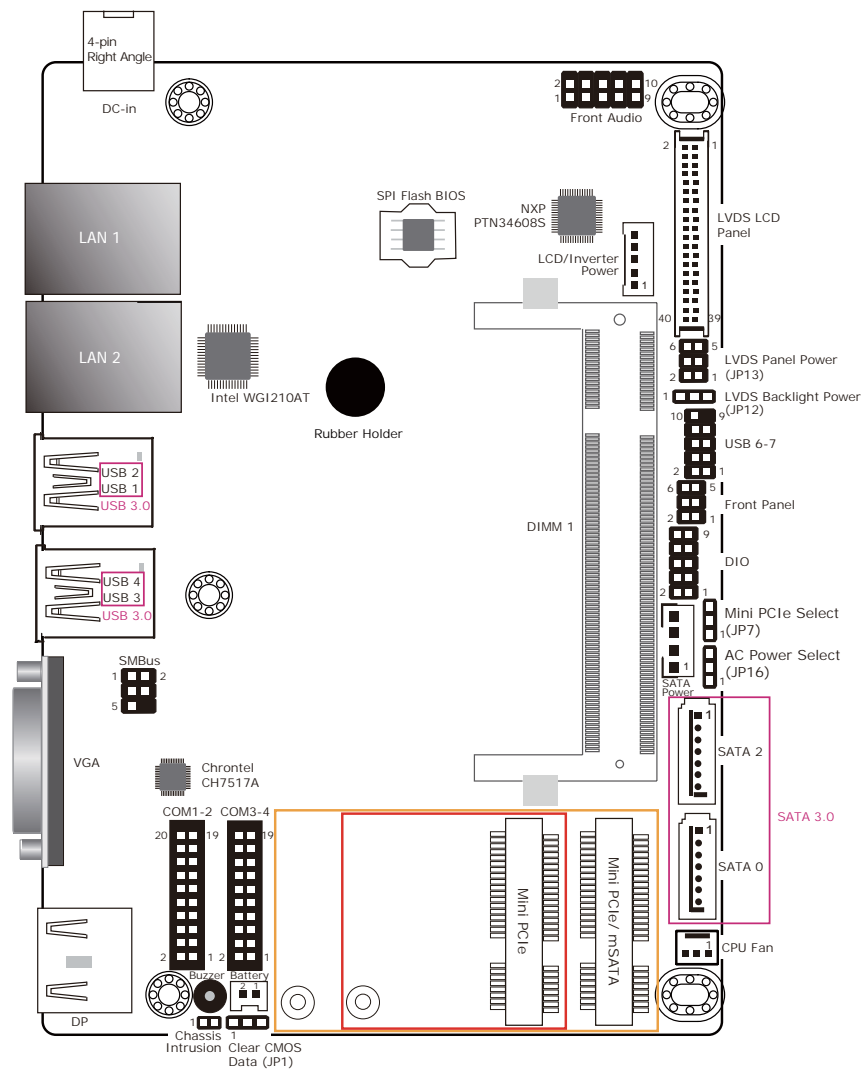 4-pin
Right Angle
DC-in
2 10
1 9
Front Audio
2 1
LAN 1
SPI Flash BIOS
NXP
PTN34608S
LVDS LCD
Panel
LCD/Inverter
Power
1
40 39
LAN 2
Intel WGI210AT
Rubber Holder
6 5
LVDS Panel Power
(JP13)
2 1
1
LVDS Backlight Power
(JP12)
10 9
USB 6-7
2 1
USB 2
USB 1
USB 3.0
6 5
Front Panel
2 1
DIMM 1
9
DIO
2 1
USB 4
USB 3
USB 3.0
Mini PCIe Select
(JP7)
1
1
SATA
Power
AC Power Select
(JP16)
1
SMBus
1 2
5
VGA
Chrontel
CH7517A
1
SATA 2
SATA 3.0
COM1-2
COM3-4
20 19
19
2 1
2 1
Mini PCIe
Mini PCIe/ mSATA
1
SATA 0
1
CPU Fan
Buzzer
Battery
2 1
DP
1
Chassis
Intrusion
1
Clear CMOS
Data (JP1)